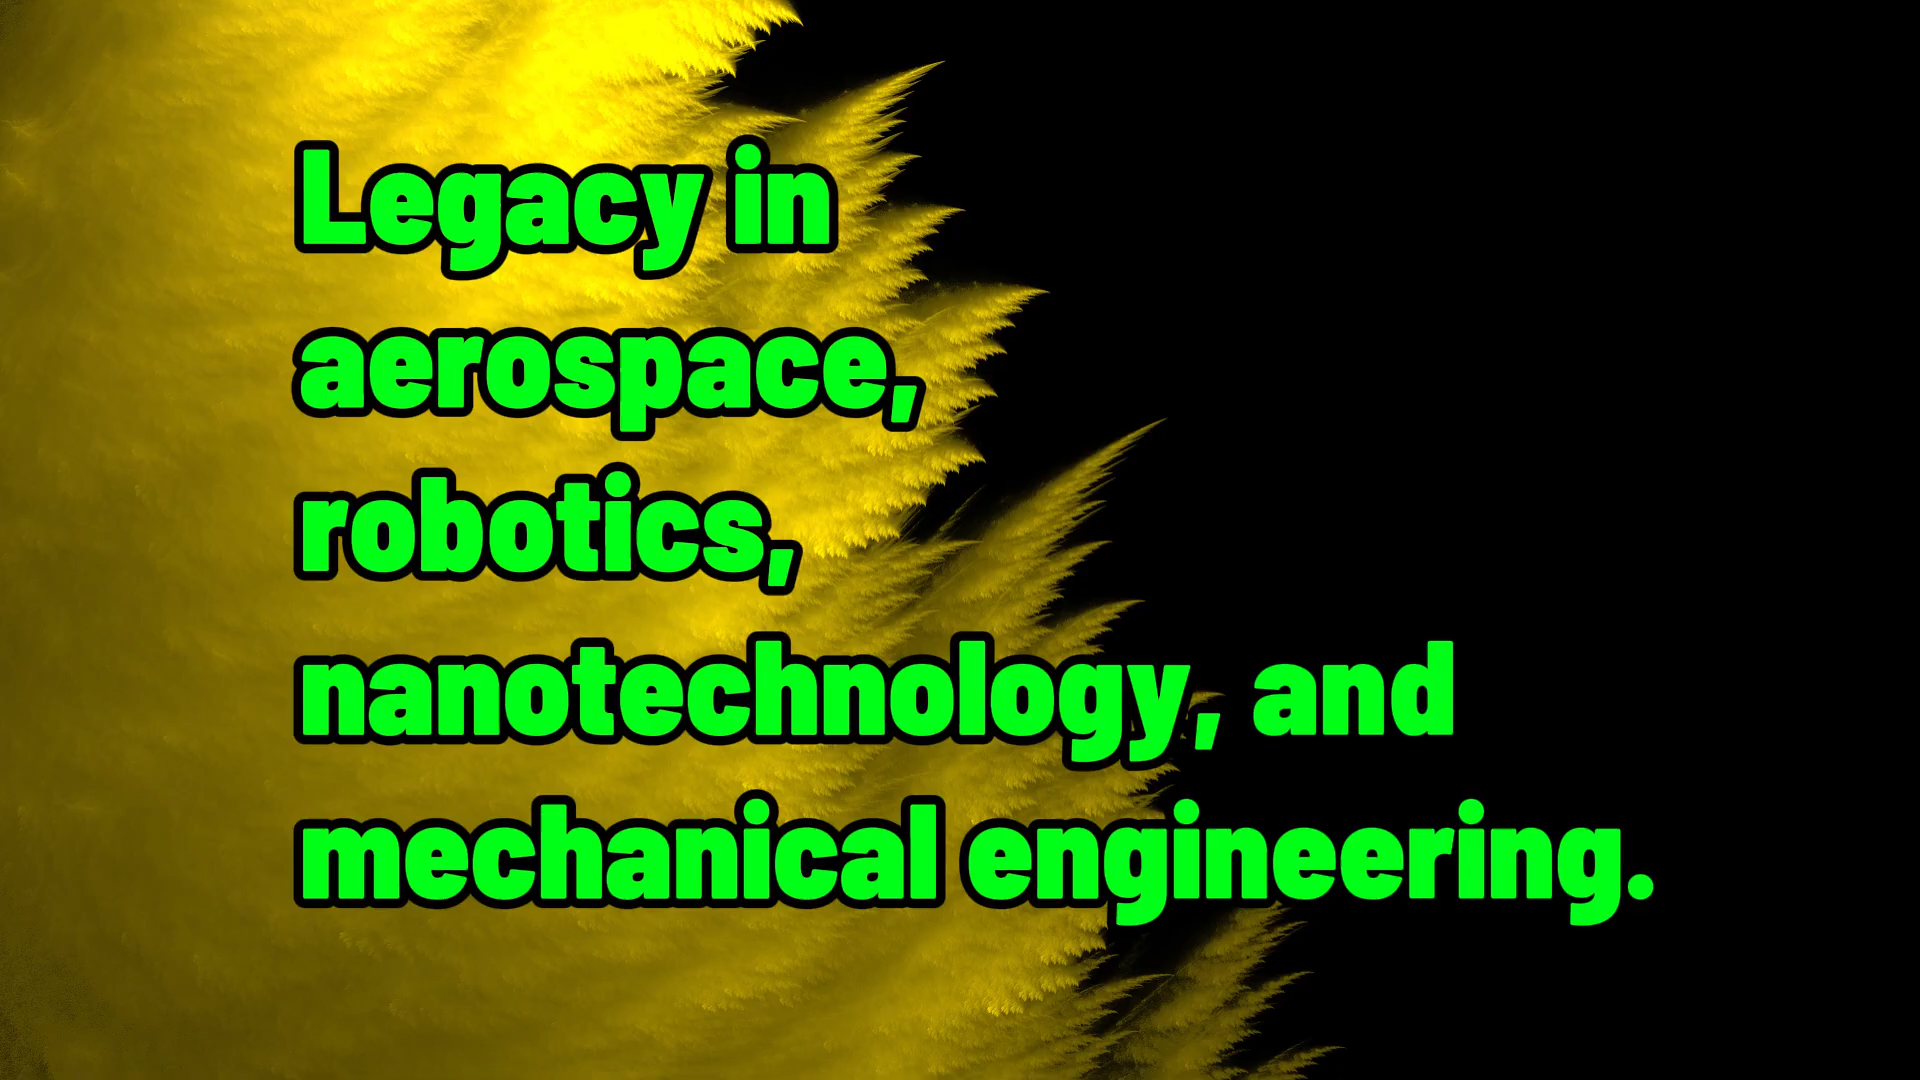 Legacy in
aerospace,
robotics,
nanotechnology, and
mechanical engineering.